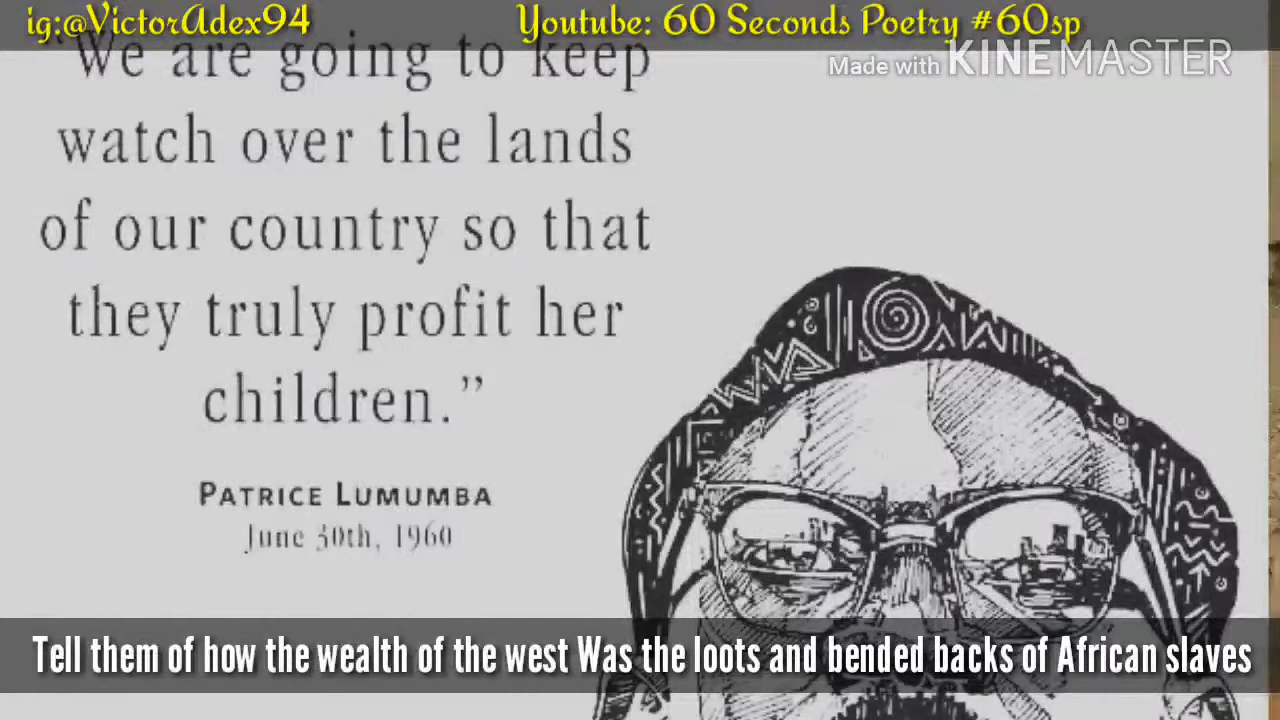 ig:@VictorAdex94
Youtube: 60 Seconds Poetry #60sp
Made with KINEMASTER
"We are going to keep
watch over the lands
of our country so that
they truly profit her
children."
PATRICE LUMUMBA
June 30th, 1960
Tell them of how the wealth of the west Was the loots and bended backs of African slaves